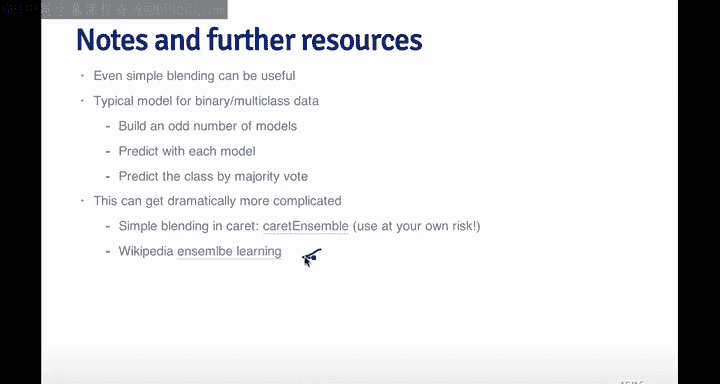 Notes and further resources
· Even simple blending can be useful
· Typical model for binary/multiclass data
- Build an odd number of models
- Predict with each model
- Predict the class by majority vote
· This can get dramatically more complicated
- Simple blending in caret: caretEnsemble (use at your own risk!)
- Wikipedia ensemlbe learning